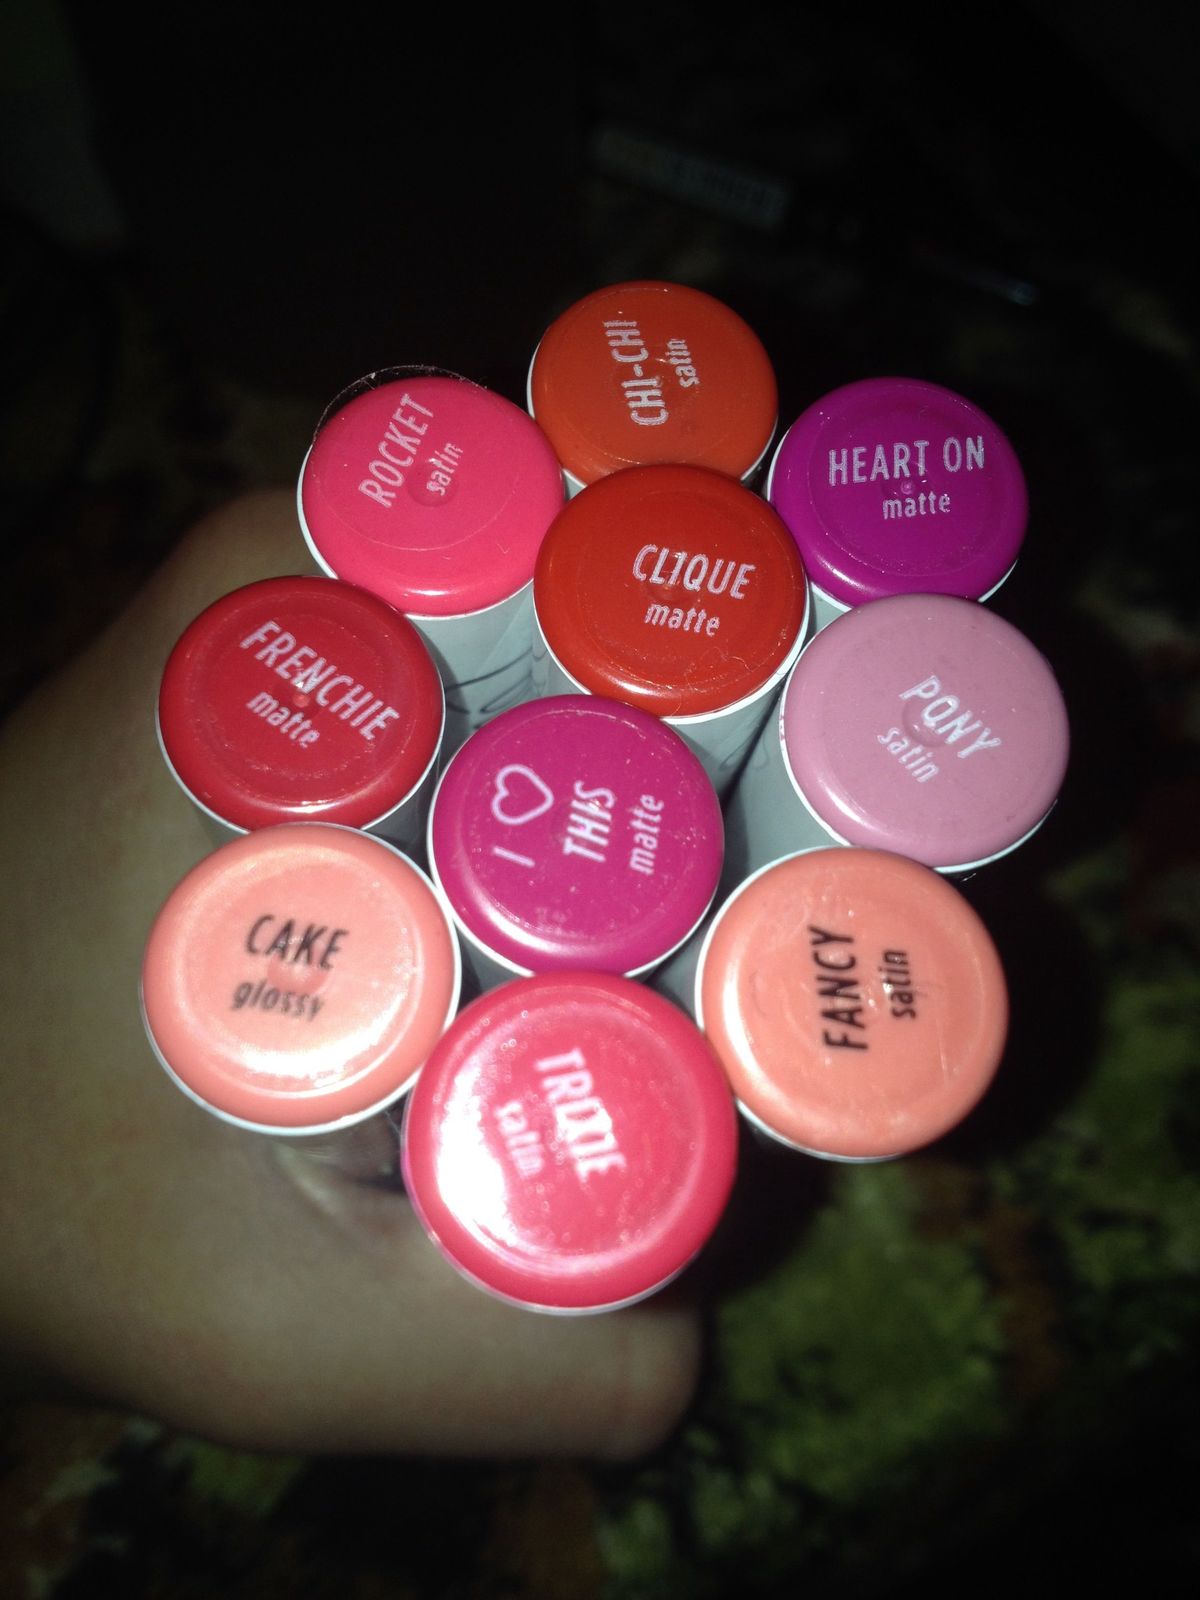 CHI-CHI
satin
ROCKET
satin
HEART ON
matte
CLIQUE
matte
FRENCHIE
matte
PONY
satin
I ♡
THIS
matte
CAKE
glossy
FANCY
satin
TRIXIE
satin